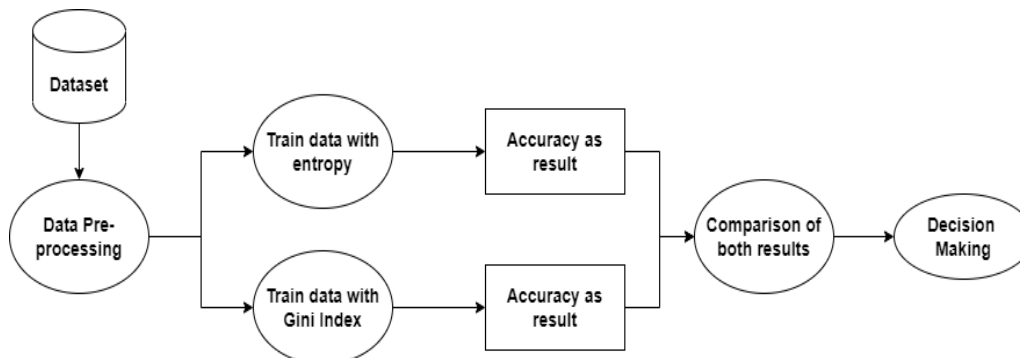 Dataset
Data Pre-
processing
Train data with
entropy
Accuracy as
result
Train data with
Gini Index
Accuracy as
result
Comparison of
both results
Decision
Making